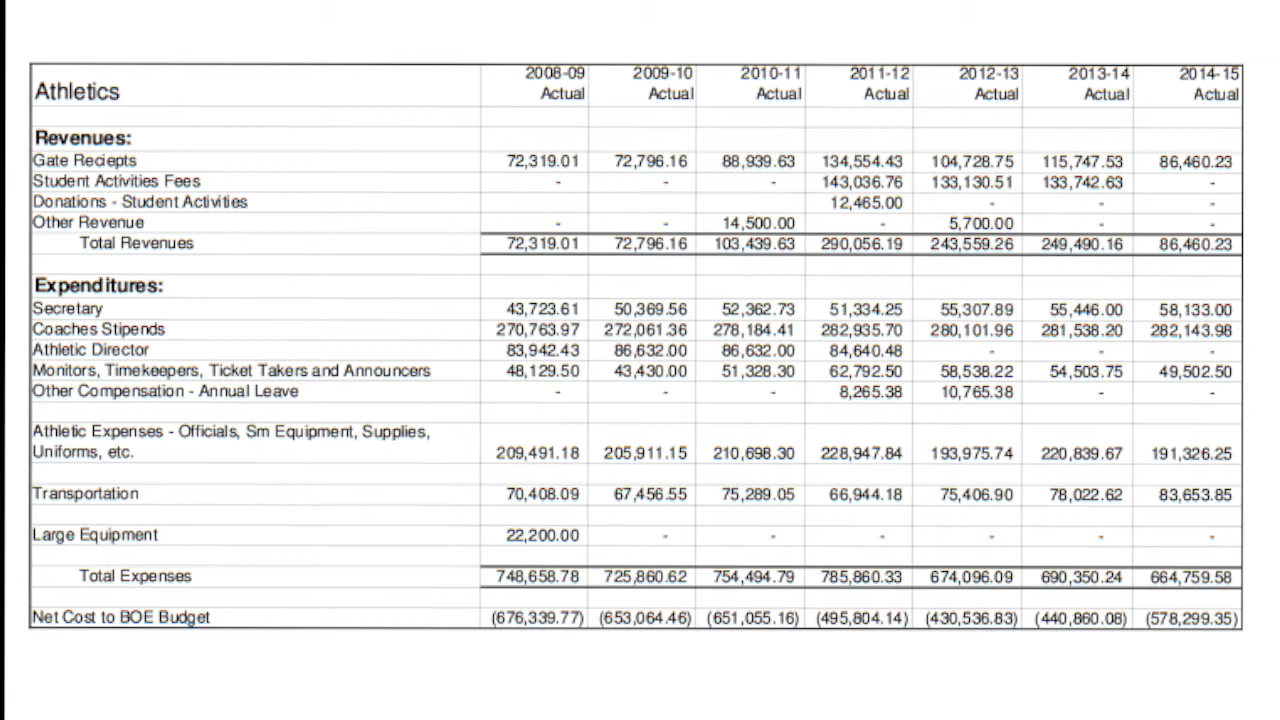 2008-09 2009-10 2010-11 2011-12 2012-13 2013-14 2014-15
Athletics Actual Actual Actual Actual Actual Actual Actual
Revenues:
Gate Reciepts 72,319.01 72,796.16 88,939.63 134,554.43 104,728.75 115,747.53 86,460.23
Student Activities Fees - - - 143,036.76 133,130.51 133,742.63 -
Donations - Student Activities 12,465.00 - - -
Other Revenue - - 14,500.00 - 5,700.00 - -
Total Revenues 72,319.01 72,796.16 103,439.63 290,056.19 243,559.26 249,490.16 86,460.23
Expenditures:
Secretary 43,723.61 50,369.56 52,362.73 51,334.25 55,307.89 55,446.00 58,133.00
Coaches Stipends 270,763.97 272,061.36 278,184.41 282,935.70 280,101.96 281,538.20 282,143.98
Athletic Director 83,942.43 86,632.00 86,632.00 84,640.48 - - -
Monitors, Timekeepers, Ticket Takers and Announcers 48,129.50 43,430.00 51,328.30 62,792.50 58,538.22 54,503.75 49,502.50
Other Compensation - Annual Leave - - - 8,265.38 10,765.38 - -
Athletic Expenses - Officials, Sm Equipment, Supplies,
Uniforms, etc. 209,491.18 205,911.15 210,698.30 228,947.84 193,975.74 220,839.67 191,326.25
Transportation 70,408.09 67,456.55 75,289.05 66,944.18 75,406.90 78,022.62 83,653.85
Large Equipment 22,200.00 - - - - - -
Total Expenses 748,658.78 725,860.62 754,494.79 785,860.33 674,096.09 690,350.24 664,759.58
Net Cost to BOE Budget (676,339.77) (653,064.46) (651,055.16) (495,804.14) (430,536.83) (440,860.08) (578,299.35)